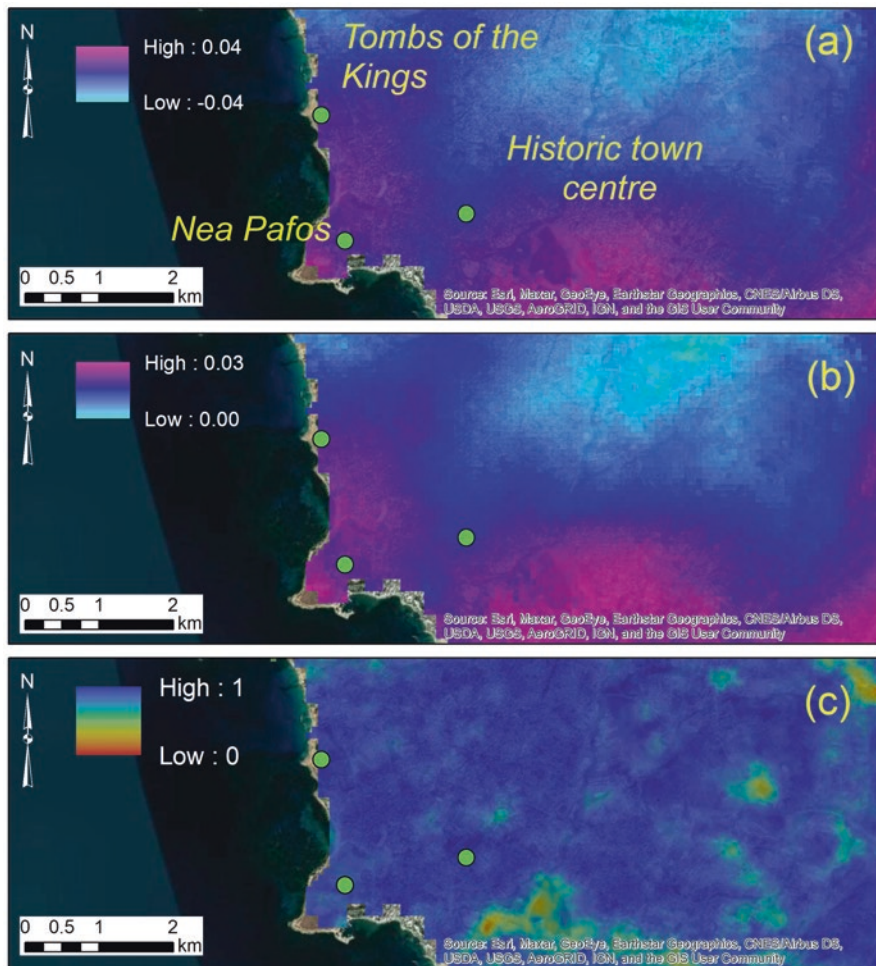 N
High : 0.04
Low : -0.04
Tombs of the
Kings
(a)
Historic town
centre
Nea Pafos
0 0.5 1 2
km
Source: Esri, Maxar, GeoEye, Earthstar Geographics, CNES/Airbus DS,
USDA, USGS, AeroGRID, IGN, and the GIS User Community
N
High : 0.03
Low : 0.00
(b)
0 0.5 1 2
km
Source: Esri, Maxar, GeoEye, Earthstar Geographics, CNES/Airbus DS,
USDA, USGS, AeroGRID, IGN, and the GIS User Community
N
High : 1
Low : 0
(c)
0 0.5 1 2
km
Source: Esri, Maxar, GeoEye, Earthstar Geographics, CNES/Airbus DS,
USDA, USGS, AeroGRID, IGN, and the GIS User Community